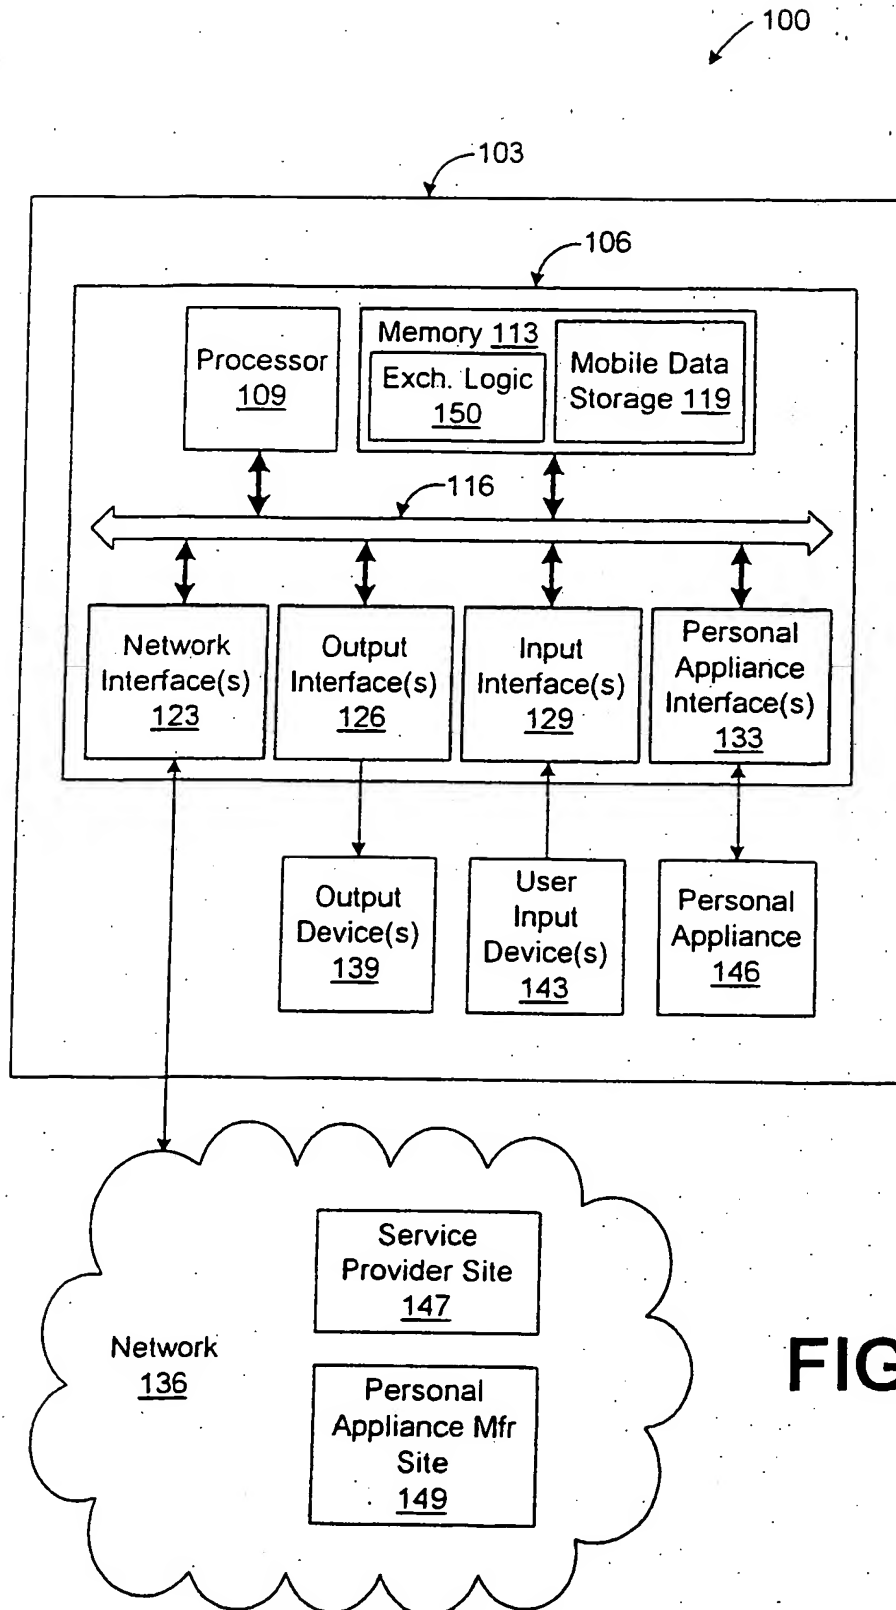 100
103
106
Processor
109
Memory 113
Exch. Logic
150
Mobile Data
Storage 119
116
Network
Interface(s)
123
Output
Interface(s)
126
Input
Interface(s)
129
Personal
Appliance
Interface(s)
133
Output
Device(s)
139
User
Input
Device(s)
143
Personal
Appliance
146
Service
Provider Site
147
Network
136
Personal
Appliance Mfr
Site
149
FIG